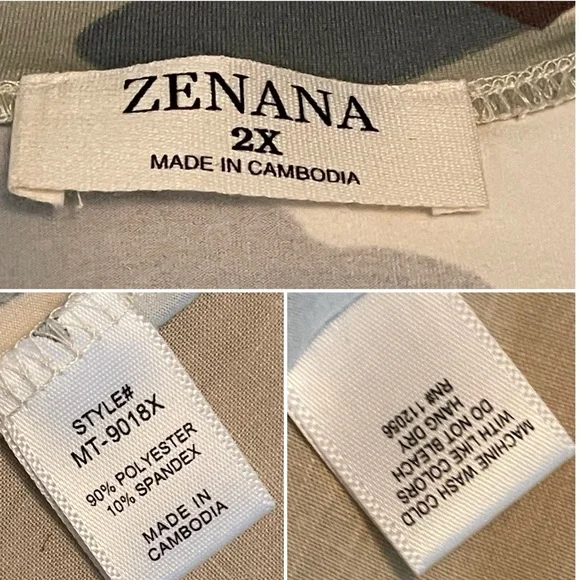 ZENANA
2X
MADE IN CAMBODIA
STYLE#
MT-9018X
90% POLYESTER
10% SPANDEX
MADE IN
CAMBODIA
MACHINE WASH COLD
WITH LIKE COLORS
DO NOT BLEACH
HANG DRY
RN# 112056